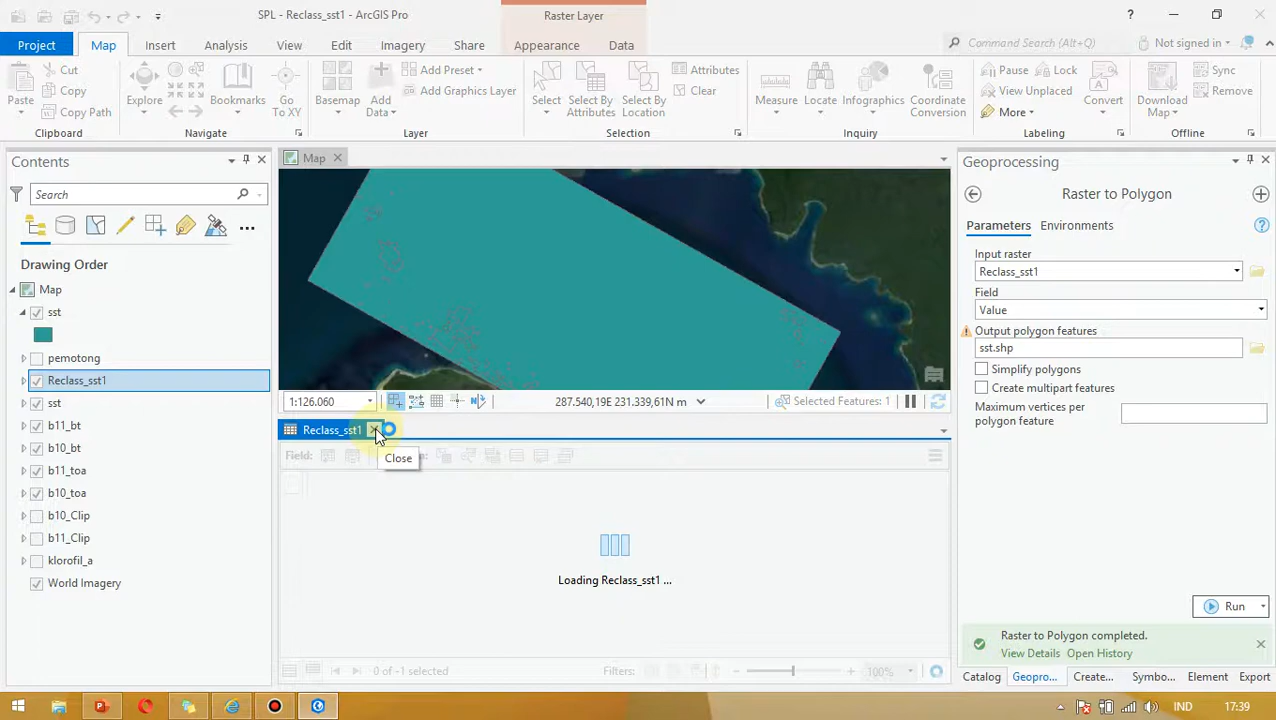 SPL - Reclass_sst1 - ArcGIS Pro
Raster Layer
?
Project
Map
Insert
Analysis
View
Edit
Imagery
Share
Appearance
Data
Command Search (Alt+Q)
Not signed in
Paste
Cut
Copy
Copy Path
Clipboard
Explore
Bookmarks
Go To XY
Navigate
Basemap
Add Data
Add Preset
Add Graphics Layer
Layer
Select
Select By Attributes
Select By Location
Attributes
Clear
Selection
Measure
Locate
Infographics
Coordinate Conversion
Inquiry
Pause
Lock
View Unplaced
More
Convert
Labeling
Download Map
Sync
Remove
Offline
Contents
Search
Drawing Order
Map
sst
pemotong
Reclass_sst1
sst
b11_bt
b10_bt
b11_toa
b10_toa
b10_Clip
b11_Clip
klorofil_a
World Imagery
Map
1:126.060
287.540,19E 231.339,61N m
Selected Features: 1
Reclass_sst1
Close
Field:
Loading Reclass_sst1 ...
0 of -1 selected
Filters:
100%
Geoprocessing
Raster to Polygon
Parameters
Environments
Input raster
Reclass_sst1
Field
Value
Output polygon features
sst.shp
Simplify polygons
Create multipart features
Maximum vertices per
polygon feature
Run
Raster to Polygon completed.
View Details
Open History
Catalog
Geopro...
Create...
Symbo...
Element
Export
IND
17:39